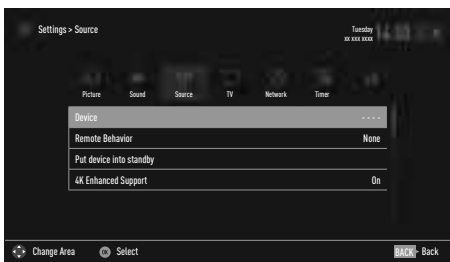 Settings > Source
Tuesday
xx xxx xxxx
Picture Sound Source TV Network Timer
Device - - - -
Remote Behavior None
Put device into standby
4K Enhanced Support On
Change Area OK Select BACK Back